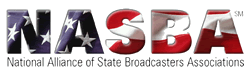 NASBA℠
National Alliance of State Broadcasters Associations